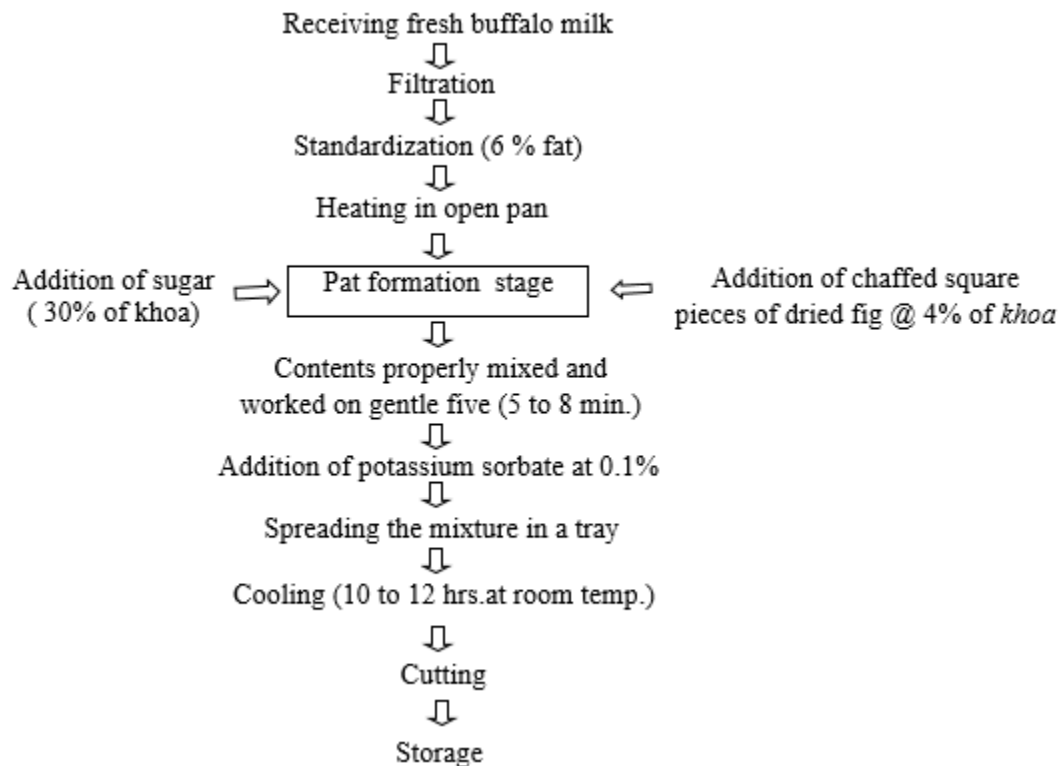 Receiving fresh buffalo milk
Filtration
Standardization (6 % fat)
Heating in open pan
Addition of sugar
( 30% of khoa)
Pat formation stage
Addition of chaffed square
pieces of dried fig @ 4% of khoa
Contents properly mixed and
worked on gentle five (5 to 8 min.)
Addition of potassium sorbate at 0.1%
Spreading the mixture in a tray
Cooling (10 to 12 hrs.at room temp.)
Cutting
Storage